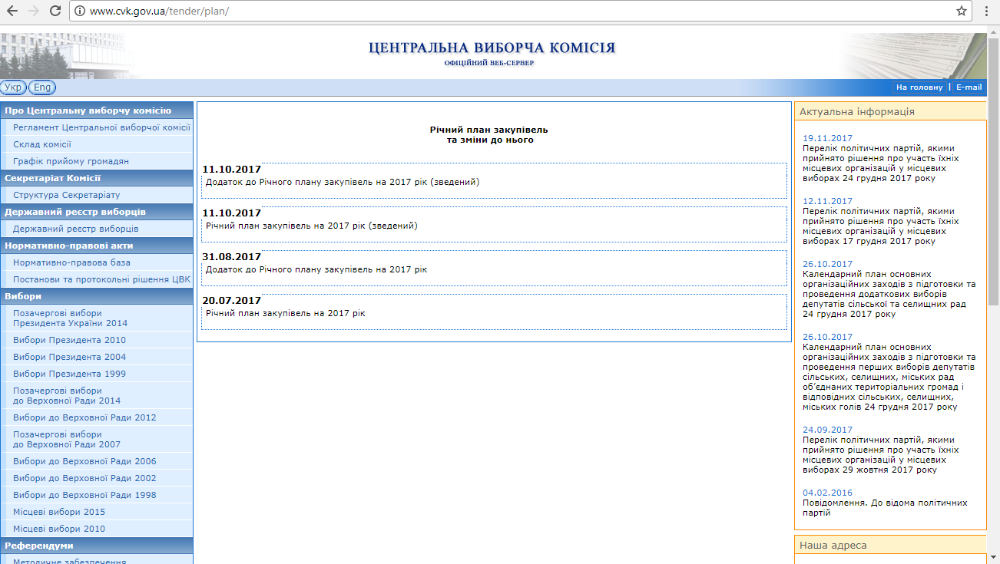 www.cvk.gov.ua/tender/plan/
ЦЕНТРАЛЬНА ВИБОРЧА КОМІСІЯ
ОФІЦІЙНИЙ ВЕБ-СЕРВЕР
Укр Eng
На головну | E-mail
Про Центральну виборчу комісію
Регламент Центральної виборчої комісії
Склад комісії
Графік прийому громадян
Секретаріат Комісії
Структура Секретаріату
Державний реєстр виборців
Державний реєстр виборців
Нормативно-правові акти
Нормативно-правова база
Постанови та протокольні рішення ЦВК
Вибори
Позачергові вибори
Президента України 2014
Вибори Президента 2010
Вибори Президента 2004
Вибори Президента 1999
Позачергові вибори
до Верховної Ради 2014
Вибори до Верховної Ради 2012
Позачергові вибори
до Верховної Ради 2007
Вибори до Верховної Ради 2006
Вибори до Верховної Ради 2002
Вибори до Верховної Ради 1998
Місцеві вибори 2015
Місцеві вибори 2010
Референдуми
Методичне забезпечення
Річний план закупівель
та зміни до нього
11.10.2017
Додаток до Річного плану закупівель на 2017 рік (зведений)
11.10.2017
Річний план закупівель на 2017 рік (зведений)
31.08.2017
Додаток до Річного плану закупівель на 2017 рік
20.07.2017
Річний план закупівель на 2017 рік
Актуальна інформація
19.11.2017
Перелік політичних партій, якими
прийнято рішення про участь їхніх
місцевих організацій у місцевих
виборах 24 грудня 2017 року
12.11.2017
Перелік політичних партій, якими
прийнято рішення про участь їхніх
місцевих організацій у місцевих
виборах 17 грудня 2017 року
26.10.2017
Календарний план основних
організаційних заходів з підготовки та
проведення додаткових виборів
депутатів сільської та селищних рад
24 грудня 2017 року
26.10.2017
Календарний план основних
організаційних заходів з підготовки та
проведення перших виборів депутатів
сільських, селищних, міських рад
об’єднаних територіальних громад і
відповідних сільських, селищних,
міських голів 24 грудня 2017 року
24.09.2017
Перелік політичних партій, якими
прийнято рішення про участь їхніх
місцевих організацій у місцевих
виборах 29 жовтня 2017 року
04.02.2016
Повідомлення. До відома політичних
партій
Наша адреса